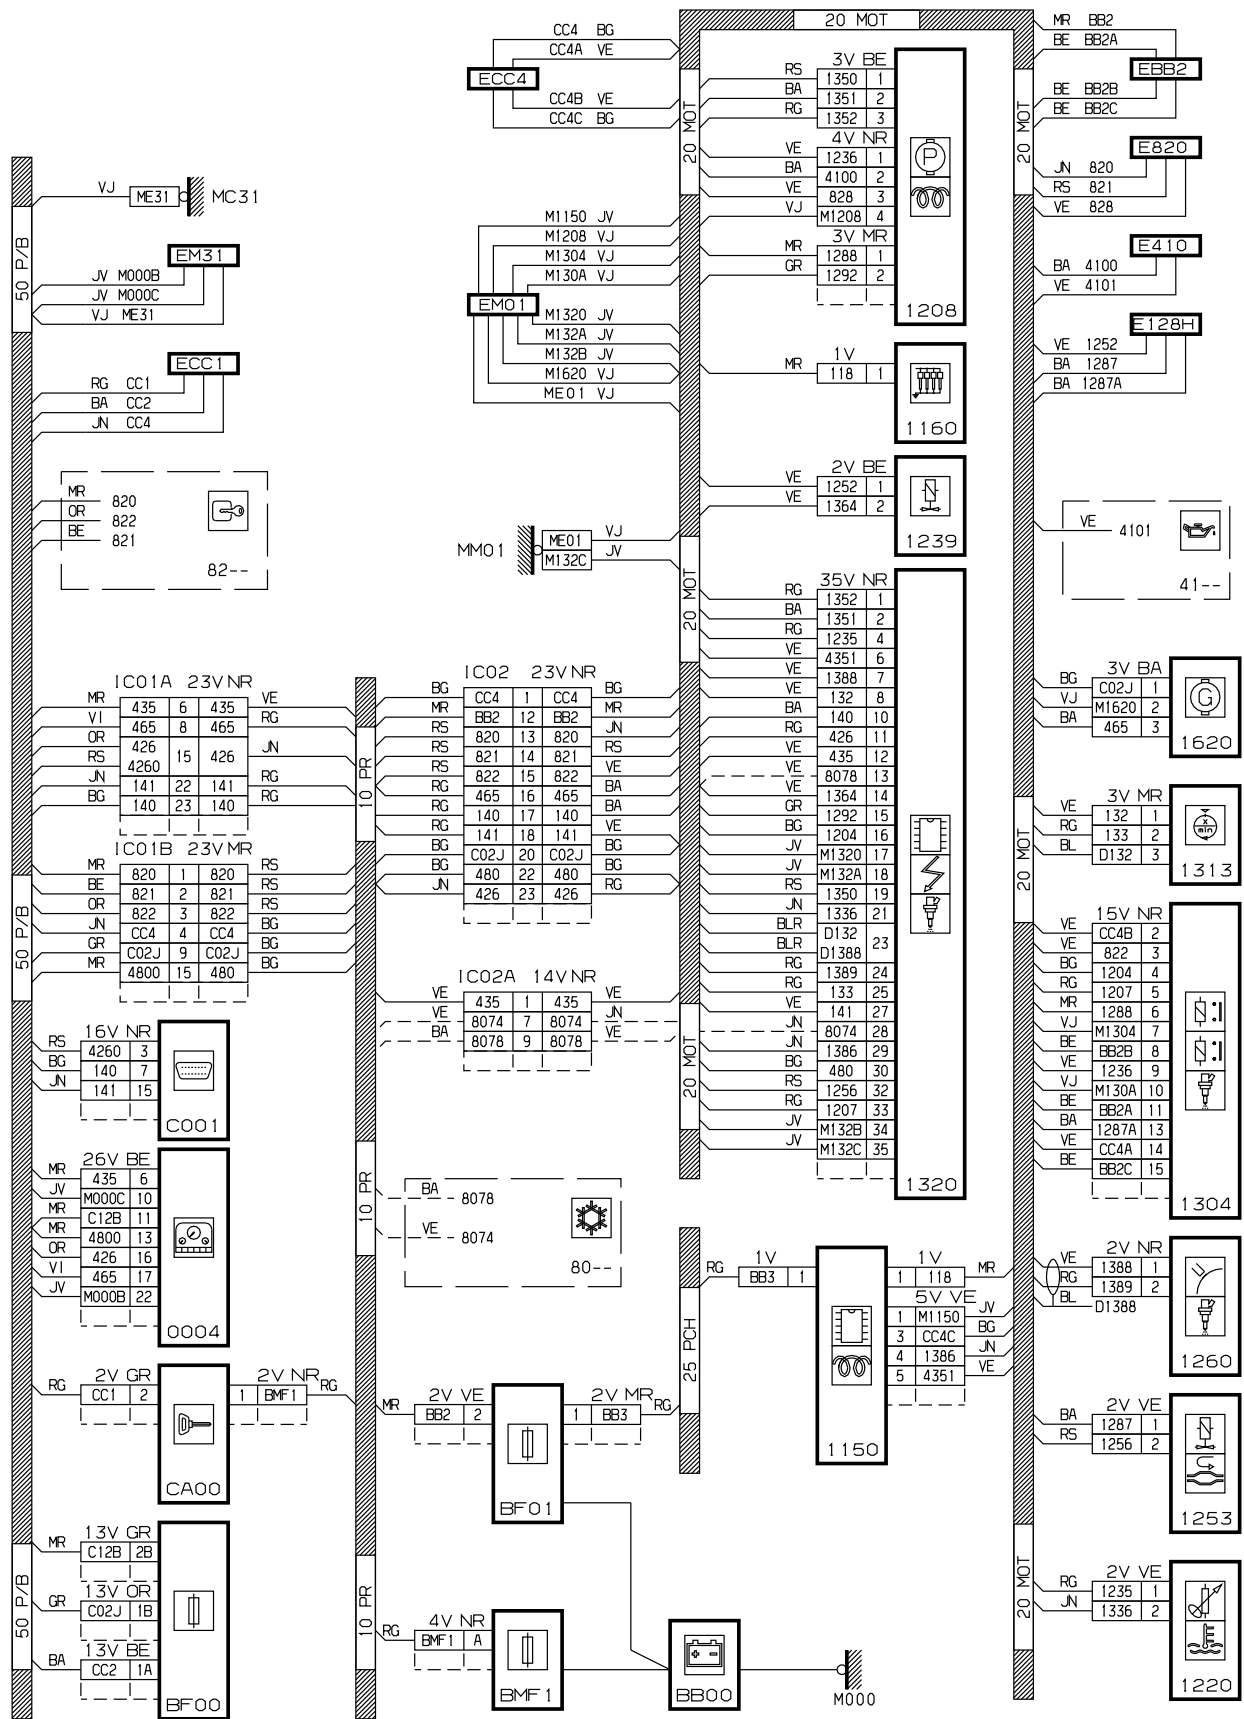 20 MOT
CC4 BG
CC4A VE
ECC4
CC4B VE
CC4C BG
20 MOT
3V BE
RS 1350 1
BA 1351 2
RG 1352 3
4V NR
VE 1236 1
BA 4100 2
VE 828 3
VJ M1208 4
3V MR
MR 1288 1
GR 1292 2
P
1208
MR BB2
BE BB2A
EBB2
BE BB2B
BE BB2C
20 MOT
E820
JN 820
RS 821
VE 828
E410
BA 4100
VE 4101
E128H
VE 1252
BA 1287
BA 1287A
VJ ME31 MC31
50 P/B
EM31
JV M000B
JV M000C
VJ ME31
ECC1
RG CC1
BA CC2
JN CC4
MR 820
OR 822
BE 821
82--
M1150 JV
M1208 VJ
M1304 VJ
M130A VJ
EM01
M1320 JV
M132A JV
M132B JV
M1620 VJ
ME01 VJ
1V
MR 118 1
1160
2V BE
VE 1252 1
VE 1364 2
1239
MM01 ME01 VJ
M132C JV
20 MOT
VE 4101
41--
35V NR
RG 1352 1
BA 1351 2
RG 1235 4
VE 4351 6
VE 1388 7
VE 132 8
BA 140 10
RG 426 11
VE 435 12
VE 8078 13
VE 1364 14
GR 1292 15
BG 1204 16
JV M1320 17
JV M132A 18
RS 1350 19
JN 1336 21
BLR D132 23
BLR D1388
RG 1389 24
RG 133 25
VE 141 27
JN 8074 28
JN 1386 29
BG 480 30
RS 1256 32
RG 1207 33
JV M132B 34
JV M132C 35
1320
IC01A 23V NR
MR 435 6 435 VE
VI 465 8 465 RG
OR 426 15 426 JN
RS 4260
JN 141 22 141 RG
BG 140 23 140 RG
IC01B 23V MR
MR 820 1 820 RS
BE 821 2 821 RS
OR 822 3 822 RS
JN CC4 4 CC4 BG
GR C02J 9 C02J BG
MR 4800 15 480 BG
50 P/B
10 PR
IC02 23V NR
BG CC4 1 CC4 BG
MR BB2 12 BB2 MR
RS 820 13 820 JN
RS 821 14 821 RS
RS 822 15 822 VE
RG 465 16 465 BA
RG 140 17 140 BA
RG 141 18 141 VE
BG C02J 20 C02J BG
BG 480 22 480 BG
JN 426 23 426 RG
IC02A 14V NR
VE 435 1 435 VE
VE 8074 7 8074 JN
BA 8078 9 8078 VE
20 MOT
3V BA
BG C02J 1
VJ M1620 2
BA 465 3
G
1620
3V MR
VE 132 1
RG 133 2
BL D132 3
x
min
1313
20 MOT
15V NR
VE CC4B 2
VE 822 3
BG 1204 4
RG 1207 5
MR 1288 6
VJ M1304 7
BE BB2B 8
VE 1236 9
VJ M130A 10
BE BB2A 11
BA 1287A 13
VE CC4A 14
BE BB2C 15
1304
16V NR
RS 4260 3
BG 140 7
JN 141 15
C001
26V BE
MR 435 6
JV M000C 10
MR C12B 11
MR 4800 13
OR 426 16
VI 465 17
JV M000B 22
0004
10 PR
BA 8078
VE 8074
80--
25 PCH
1V
RG BB3 1
1V
1 118 MR
5V VE
1 M1150 JV
3 CC4C BG
4 1386 JN
5 4351 VE
1150
2V NR
VE 1388 1
RG 1389 2
BL D1388
1260
2V GR
RG CC1 2
2V NR
1 BMF1 RG
CA00
2V VE
MR BB2 2
2V MR
1 BB3 RG
BF01
2V VE
BA 1287 1
RS 1256 2
1253
13V GR
MR C12B 2B
13V OR
GR C02J 1B
13V BE
BA CC2 1A
BF00
50 P/B
10 PR
4V NR
RG BMF1 A
BMF1
+ -
BB00
M000
20 MOT
2V VE
RG 1235 1
JN 1336 2
1220